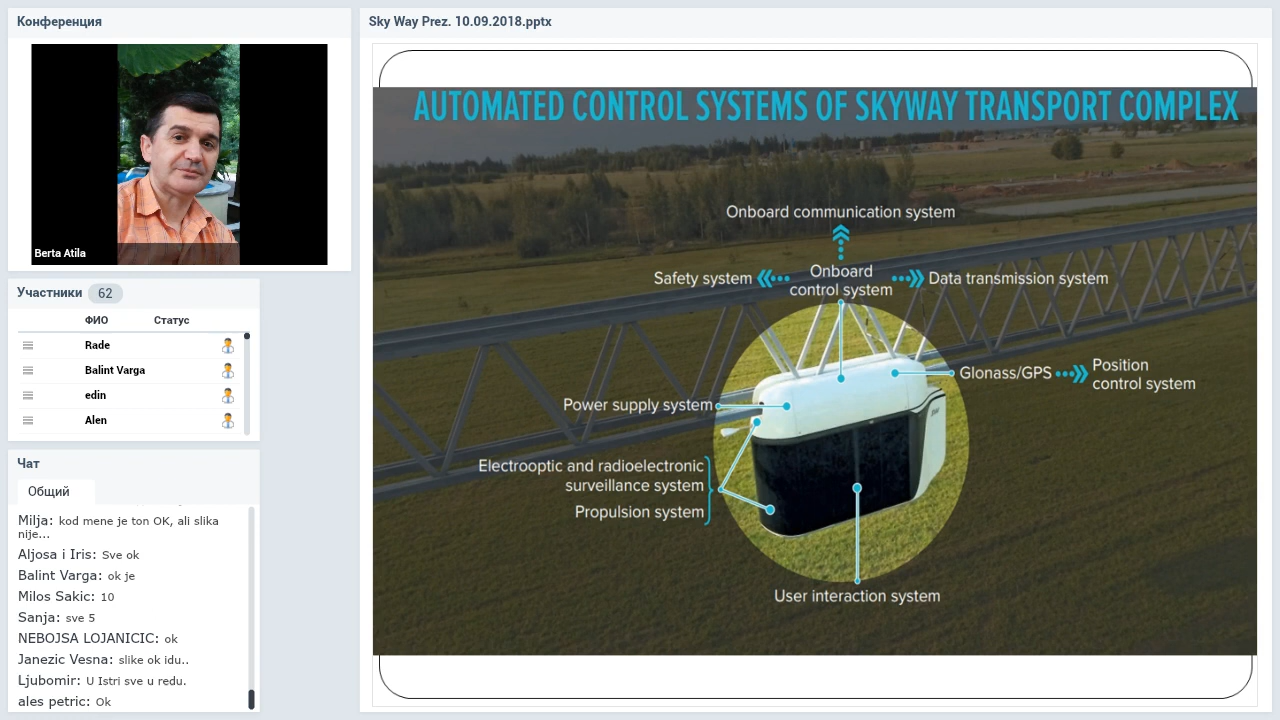 Конференция
Berta Atila
Участники 62
ФИО Статус
Rade
Balint Varga
edin
Alen
Чат
Общий
Milja: kod mene je ton OK, ali slika
nije...
Aljosa i Iris: Sve ok
Balint Varga: ok je
Milos Sakic: 10
Sanja: sve 5
NEBOJSA LOJANICIC: ok
Janezic Vesna: slike ok idu..
Ljubomir: U Istri sve u redu.
ales petric: Ok
Sky Way Prez. 10.09.2018.pptx
AUTOMATED CONTROL SYSTEMS OF SKYWAY TRANSPORT COMPLEX
Onboard communication system
Safety system
Onboard
control system
Data transmission system
Glonass/GPS
Position
control system
Power supply system
Electrooptic and radioelectronic
surveillance system
Propulsion system
User interaction system